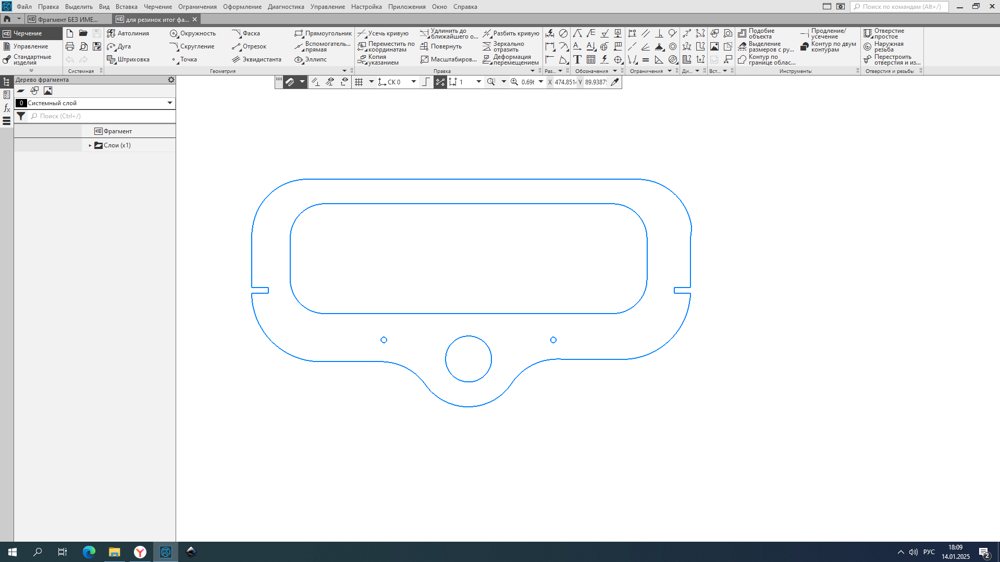 Файл Правка Выделить Вид Вставка Черчение Ограничения Оформление Диагностика Управление Настройка Приложения Окно Справка Поиск по командам (Alt+/)
Фрагмент БЕЗ ИМЕ... для резинок итог фа...
Черчение
Управление
Стандартные
изделия
Системная
Автолиния Окружность Фаска Прямоугольник
Дуга Скругление Отрезок Вспомогатель...
прямая
Штриховка Точка Эквидистанта Эллипс
Геометрия
Усечь кривую Удлинить до
ближайшего о... Разбить кривую
Переместить по
координатам Повернуть Зеркально
отразить
Копия
указанием Масштабиров... Деформация
перемещением
Правка
Раз... Обозначения Ограничения Ди... Вст...
Подобие
объекта Продление/
усечение
Выделение
размеров с ру... Контур по двум
контурам
Контур по
границе облас...
Инструменты
Отверстие
простое
Наружная
резьба
Перестроить
отверстия и из...
Отверстия и резьбы
Дерево фрагмента
0 Системный слой
Поиск (Ctrl+/)
Фрагмент
Слои (x1)
СК 0 1 0.696 X 474.851 Y 89.9387
РУС 18:09
14.01.2025
2